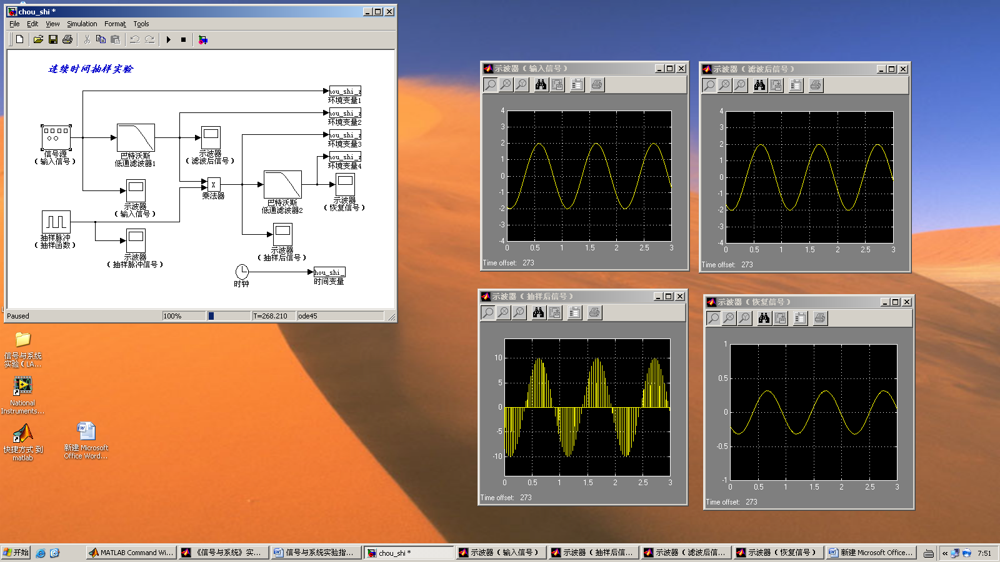 chou_shi *
File Edit View Simulation Format Tools
连续时间抽样实验
信号源
（输入信号）
巴特沃斯
低通滤波器1
示波器
（滤波后信号）
环境变量1
环境变量2
环境变量3
环境变量4
示波器
（输入信号）
X
乘法器
巴特沃斯
低通滤波器2
示波器
（恢复信号）
抽样脉冲
（抽样函数）
示波器
（抽样脉冲信号）
示波器
（抽样后信号）
时钟
hou_shi_
时间变量
Paused 100% T=268.210 ode45
示波器（输入信号）
4
3
2
1
0
-1
-2
-3
-4
0 0.5 1 1.5 2 2.5 3
Time offset: 273
示波器（滤波后信号）
4
3
2
1
0
-1
-2
-3
-4
0 0.5 1 1.5 2 2.5 3
Time offset: 273
示波器（抽样后信号）
10
5
0
-5
-10
0 0.5 1 1.5 2 2.5 3
Time offset: 273
示波器（恢复信号）
1
0.5
0
-0.5
-1
0 0.5 1 1.5 2 2.5 3
Time offset: 273
信号与系统
实验（LA...
National
Instruments...
快捷方式 到
matlab
新建 Microsoft
Office Word...
开始
MATLAB Command Wi...
《信号与系统》实...
信号与系统实验指...
chou_shi *
示波器（输入信号）
示波器（抽样后信...
示波器（滤波后信...
示波器（恢复信号）
新建 Microsoft Office...
7:51